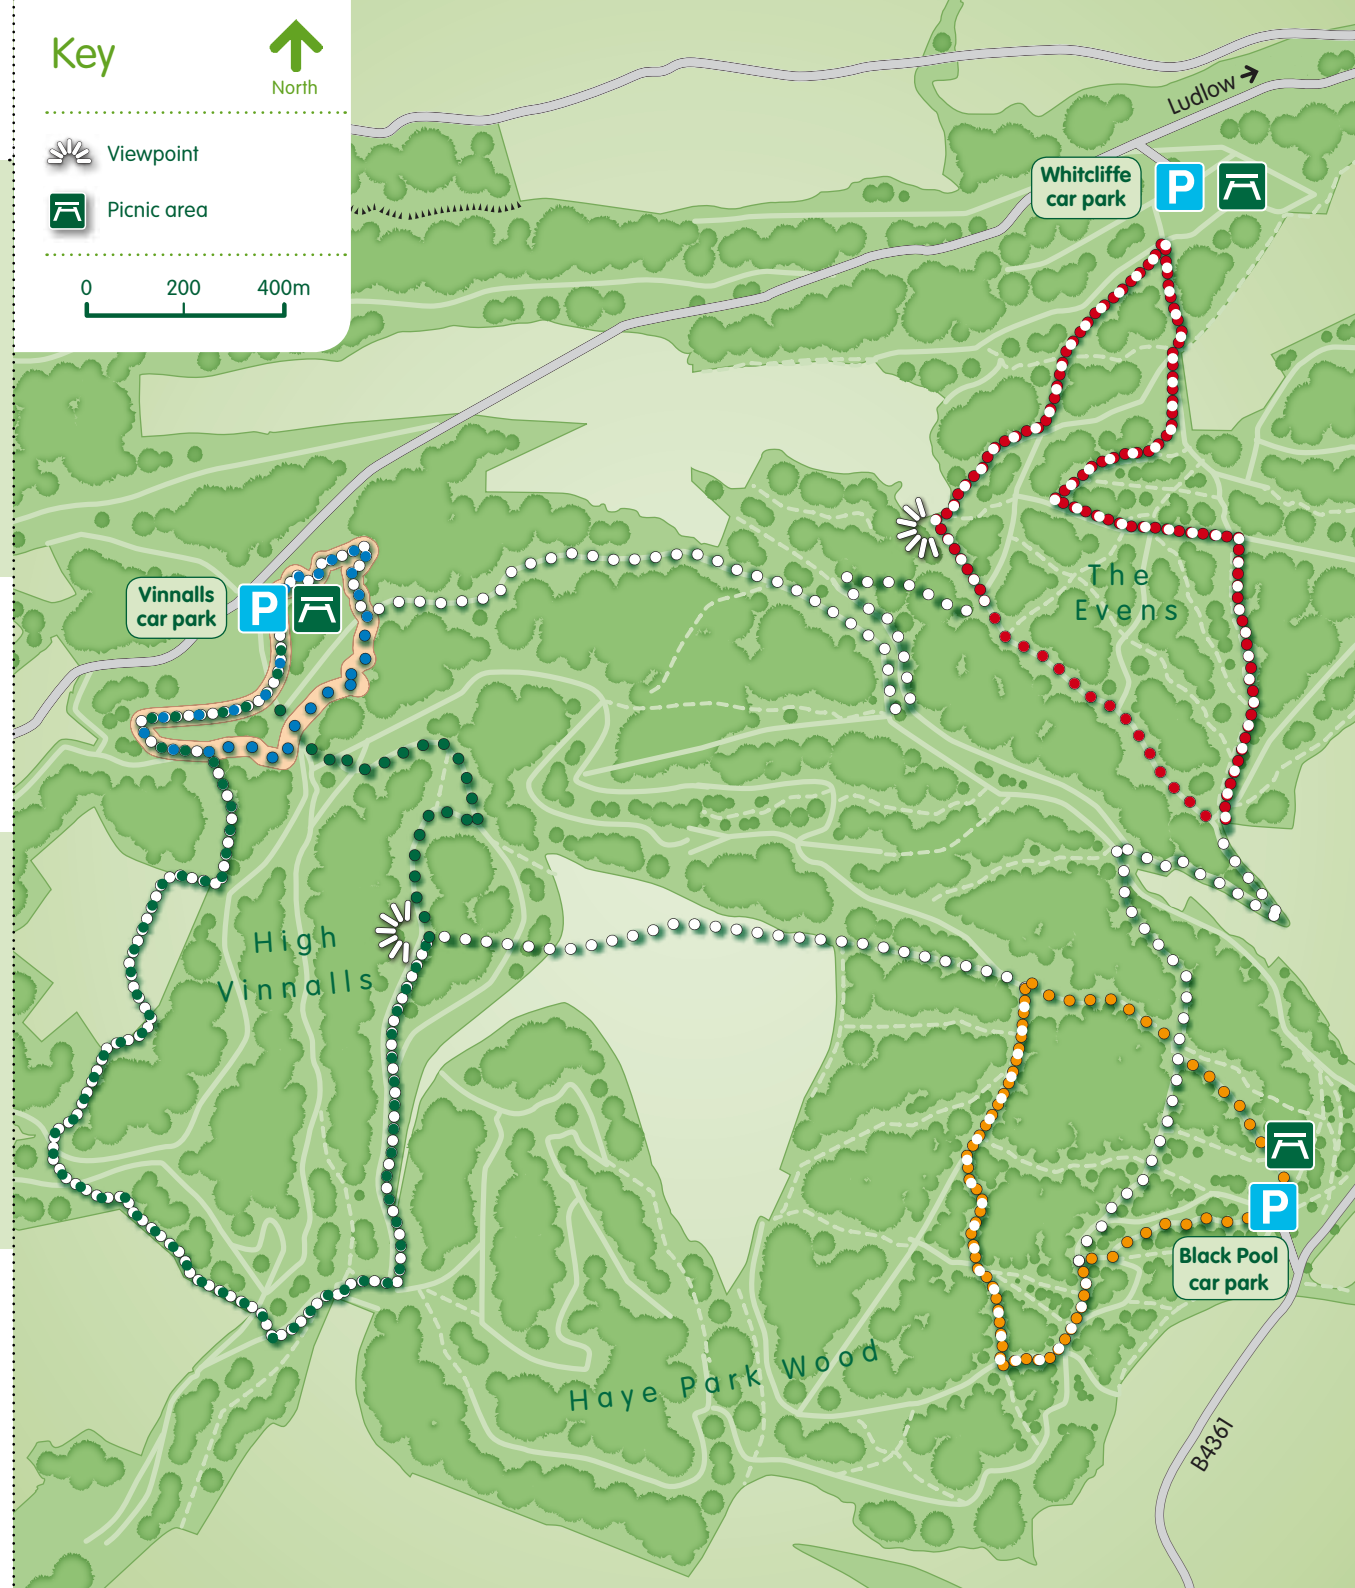 Key
North
Viewpoint
Picnic area
0 200 400m
Ludlow
Whitcliffe
car park
P
The
Evens
Vinnalls
car park
P
High
Vinnalls
P
Black Pool
car park
Haye Park Wood
B4361